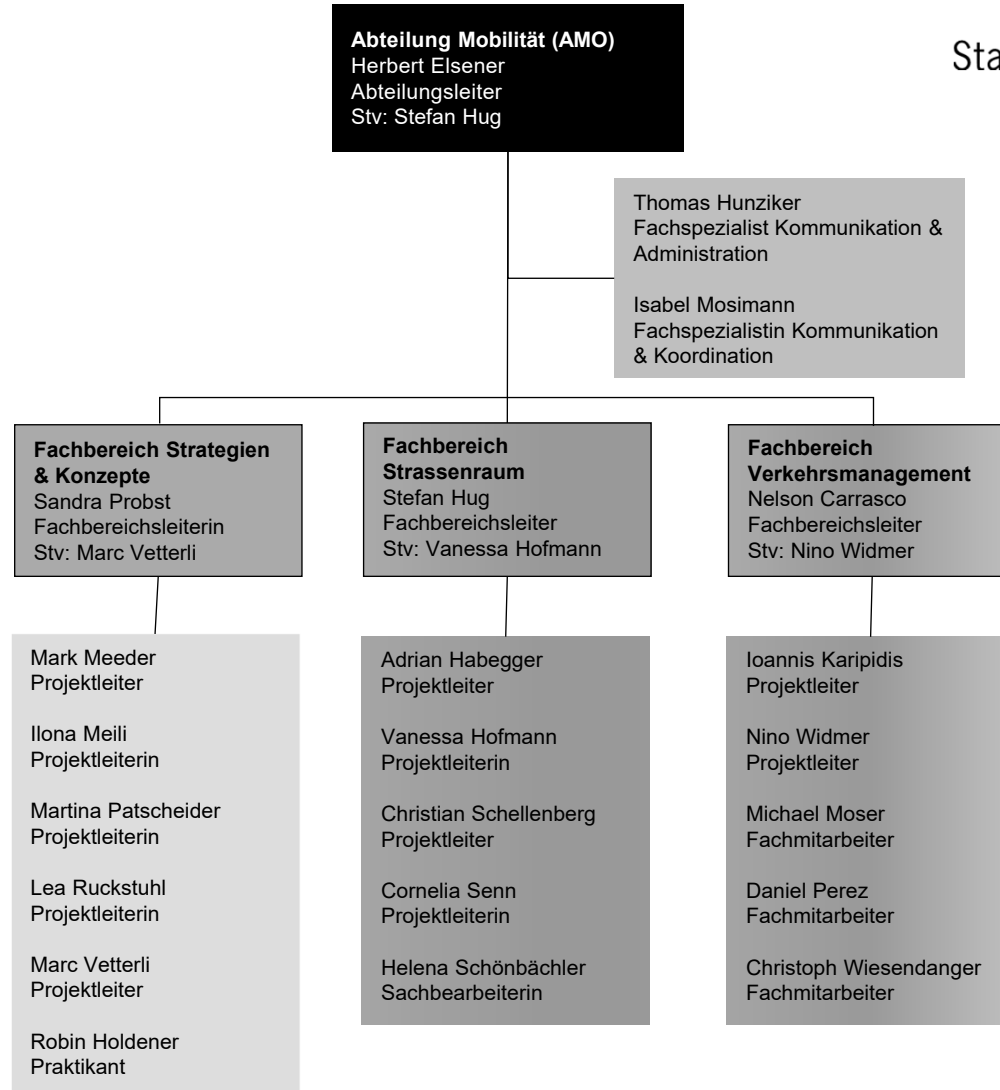 Abteilung Mobilität (AMO)
Herbert Elsener
Abteilungsleiter
Stv: Stefan Hug
Sta
Thomas Hunziker
Fachspezialist Kommunikation &
Administration
Isabel Mosimann
Fachspezialistin Kommunikation
& Koordination
Fachbereich Strategien
& Konzepte
Sandra Probst
Fachbereichsleiterin
Stv: Marc Vetterli
Fachbereich
Strassenraum
Stefan Hug
Fachbereichsleiter
Stv: Vanessa Hofmann
Fachbereich
Verkehrsmanagement
Nelson Carrasco
Fachbereichsleiter
Stv: Nino Widmer
Mark Meeder
Projektleiter
Ilona Meili
Projektleiterin
Martina Patscheider
Projektleiterin
Lea Ruckstuhl
Projektleiterin
Marc Vetterli
Projektleiter
Robin Holdener
Praktikant
Adrian Habegger
Projektleiter
Vanessa Hofmann
Projektleiterin
Christian Schellenberg
Projektleiter
Cornelia Senn
Projektleiterin
Helena Schönbächler
Sachbearbeiterin
Ioannis Karipidis
Projektleiter
Nino Widmer
Projektleiter
Michael Moser
Fachmitarbeiter
Daniel Perez
Fachmitarbeiter
Christoph Wiesendanger
Fachmitarbeiter